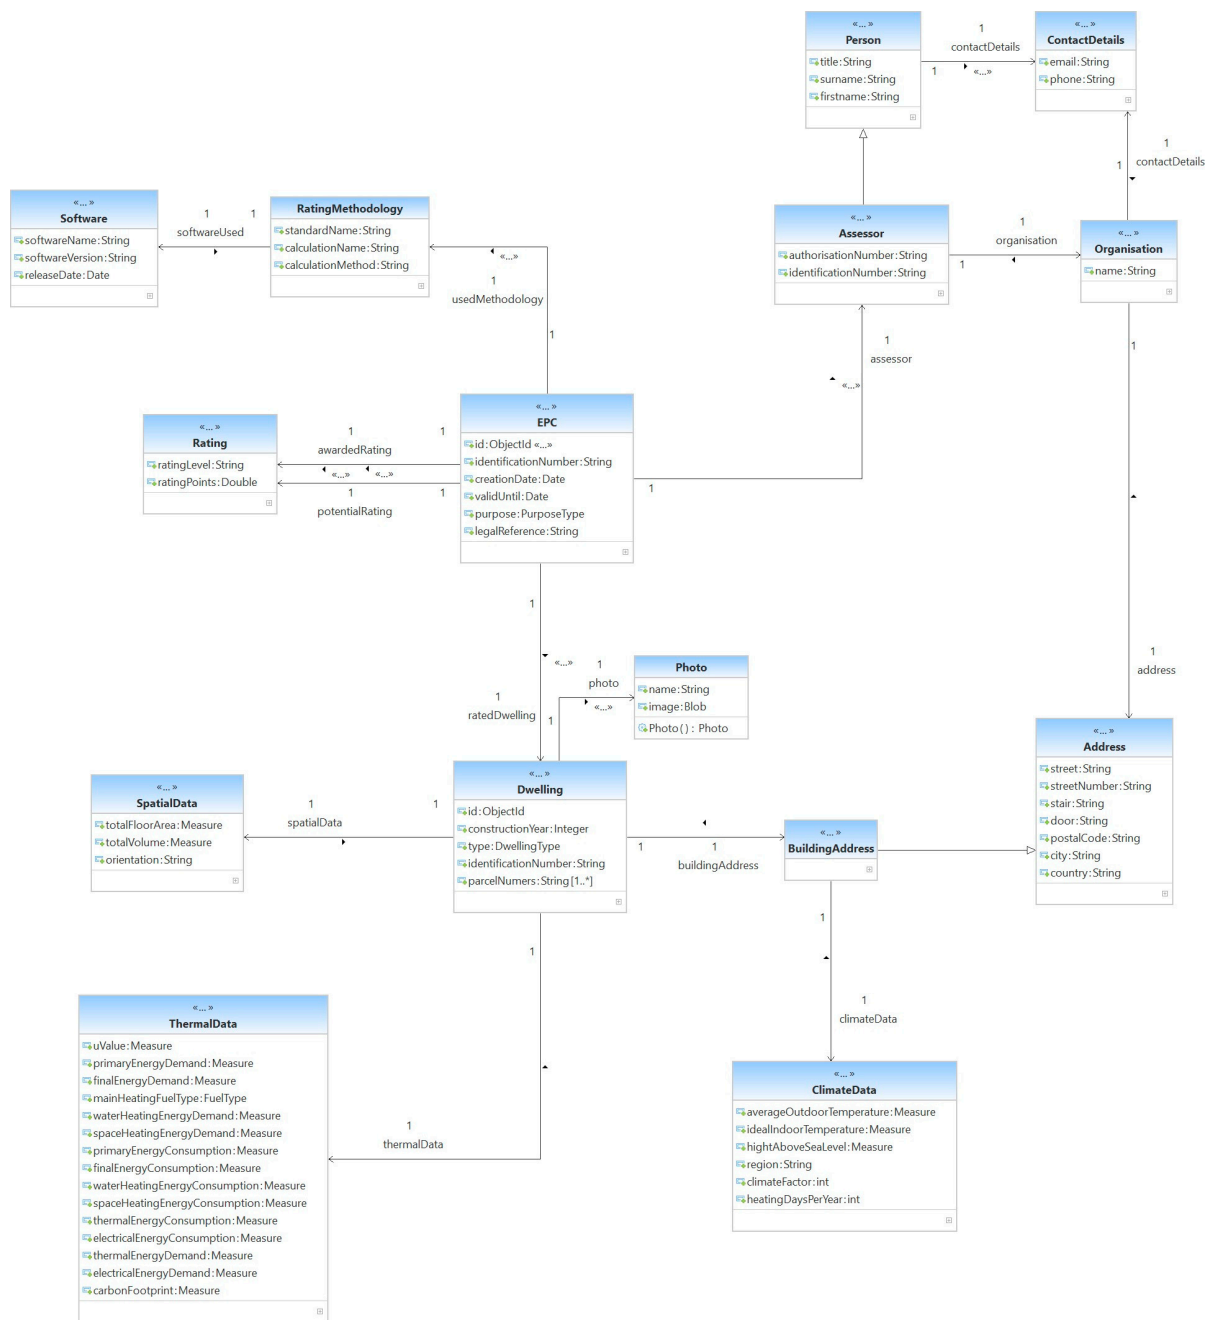 «... »
Person
title:String
surname:String
firstname:String
1
contactDetails
1
«...»
«... »
ContactDetails
email:String
phone:String
1
1
contactDetails
«... »
Software
softwareName:String
softwareVersion:String
releaseDate:Date
1
1
softwareUsed
RatingMethodology
standardName:String
calculationName:String
calculationMethod:String
«...»
1
usedMethodology
1
«... »
Assessor
authorisationNumber:String
identificationNumber:String
1
organisation
1
«... »
Organisation
name:String
1
1
assessor
«...»
«... »
Rating
ratingLevel:String
ratingPoints:Double
1
1
awardedRating
«...»
«...»
1
1
potentialRating
«... »
EPC
id:ObjectId «...»
identificationNumber:String
creationDate:Date
validUntil:Date
purpose:PurposeType
legalReference:String
1
1
«...»
1
ratedDwelling
1
photo
«...»
1
Photo
name:String
image:Blob
Photo() : Photo
1
address
«... »
Address
street:String
streetNumber:String
stair:String
door:String
postalCode:String
city:String
country:String
«... »
SpatialData
totalFloorArea:Measure
totalVolume:Measure
orientation:String
1
1
spatialData
«... »
Dwelling
id:ObjectId
constructionYear:Integer
type:DwellingType
identificationNumber:String
parcelNumers:String[1..*]
1
1
buildingAddress
«... »
BuildingAddress
1
1
1
climateData
«... »
ThermalData
uValue:Measure
primaryEnergyDemand:Measure
finalEnergyDemand:Measure
mainHeatingFuelType:FuelType
waterHeatingEnergyDemand:Measure
spaceHeatingEnergyDemand:Measure
primaryEnergyConsumption:Measure
finalEnergyConsumption:Measure
waterHeatingEnergyConsumption:Measure
spaceHeatingEnergyConsumption:Measure
thermalEnergyConsumption:Measure
electricalEnergyConsumption:Measure
thermalEnergyDemand:Measure
electricalEnergyDemand:Measure
carbonFootprint:Measure
1
thermalData
«... »
ClimateData
averageOutdoorTemperature:Measure
idealIndoorTemperature:Measure
hightAboveSeaLevel:Measure
region:String
climateFactor:int
heatingDaysPerYear:int